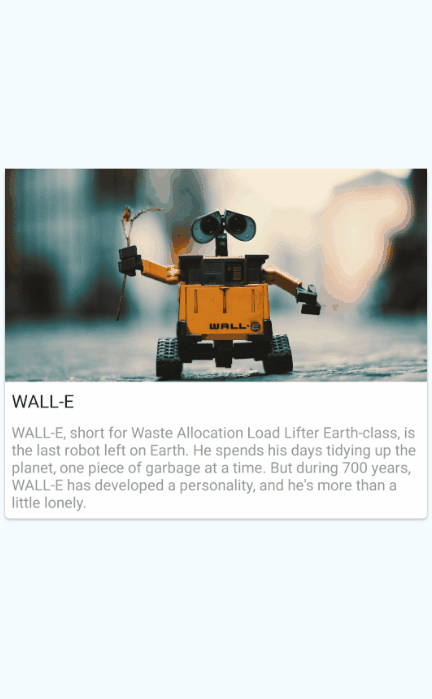 WALL·E
WALL-E
WALL-E, short for Waste Allocation Load Lifter Earth-class, is
the last robot left on Earth. He spends his days tidying up the
planet, one piece of garbage at a time. But during 700 years,
WALL-E has developed a personality, and he's more than a
little lonely.